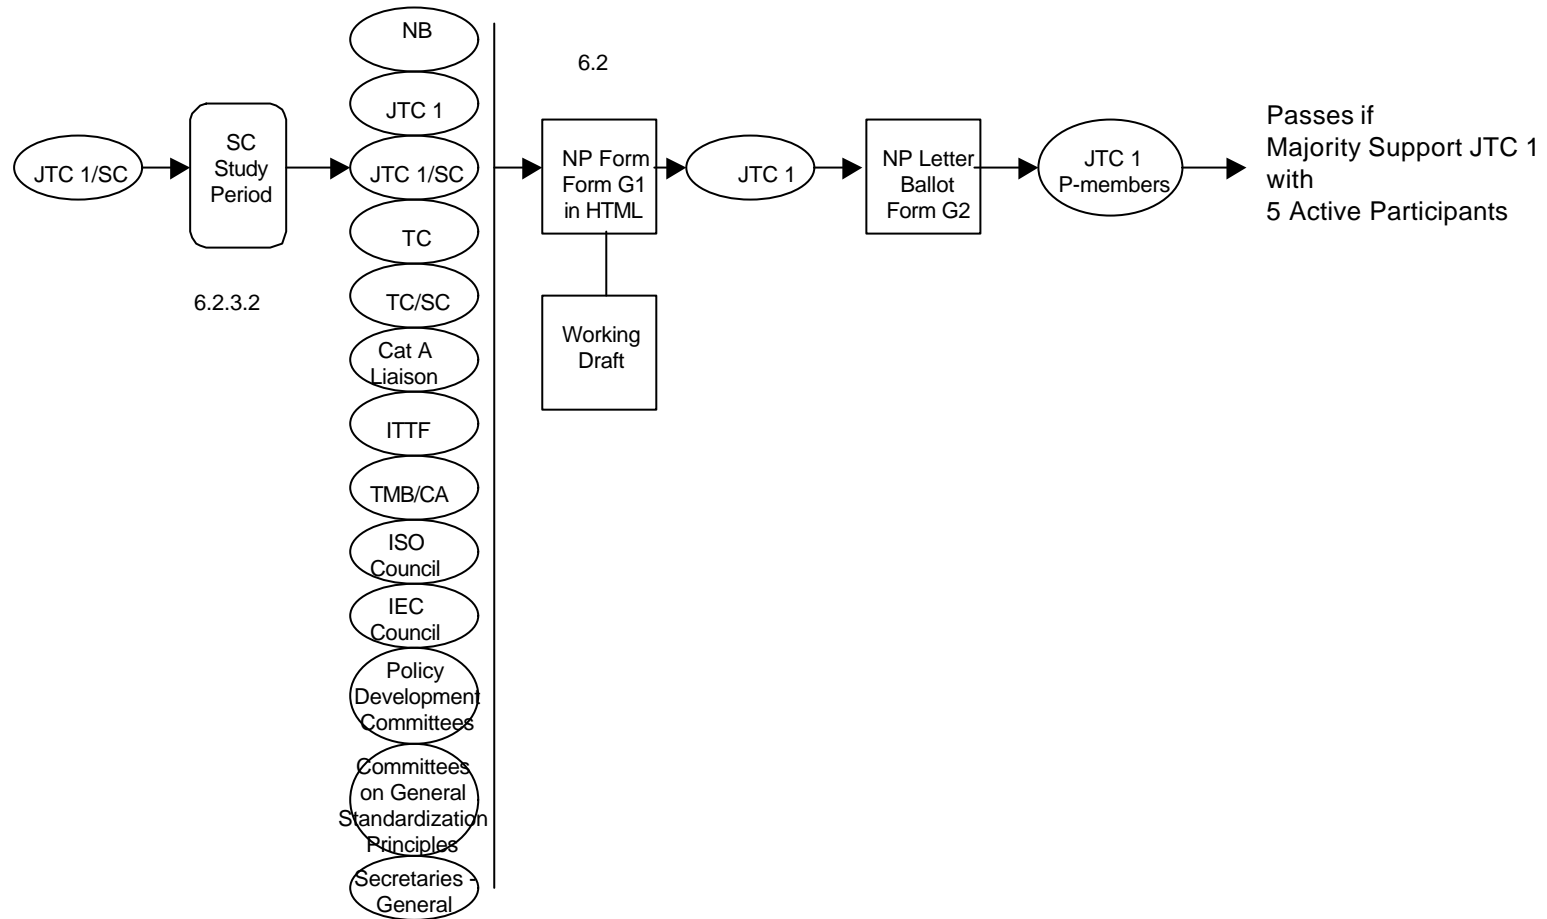 JTC 1/SC
SC
Study
Period
6.2.3.2
NB
JTC 1
JTC 1/SC
TC
TC/SC
Cat A
Liaison
ITTF
TMB/CA
ISO
Council
IEC
Council
Policy
Development
Committees
Committees
on General
Standardization
Principles
Secretaries -
General
6.2
NP Form
Form G1
in HTML
Working
Draft
JTC 1
NP Letter
Ballot
Form G2
JTC 1
P-members
Passes if
Majority Support JTC 1
with
5 Active Participants